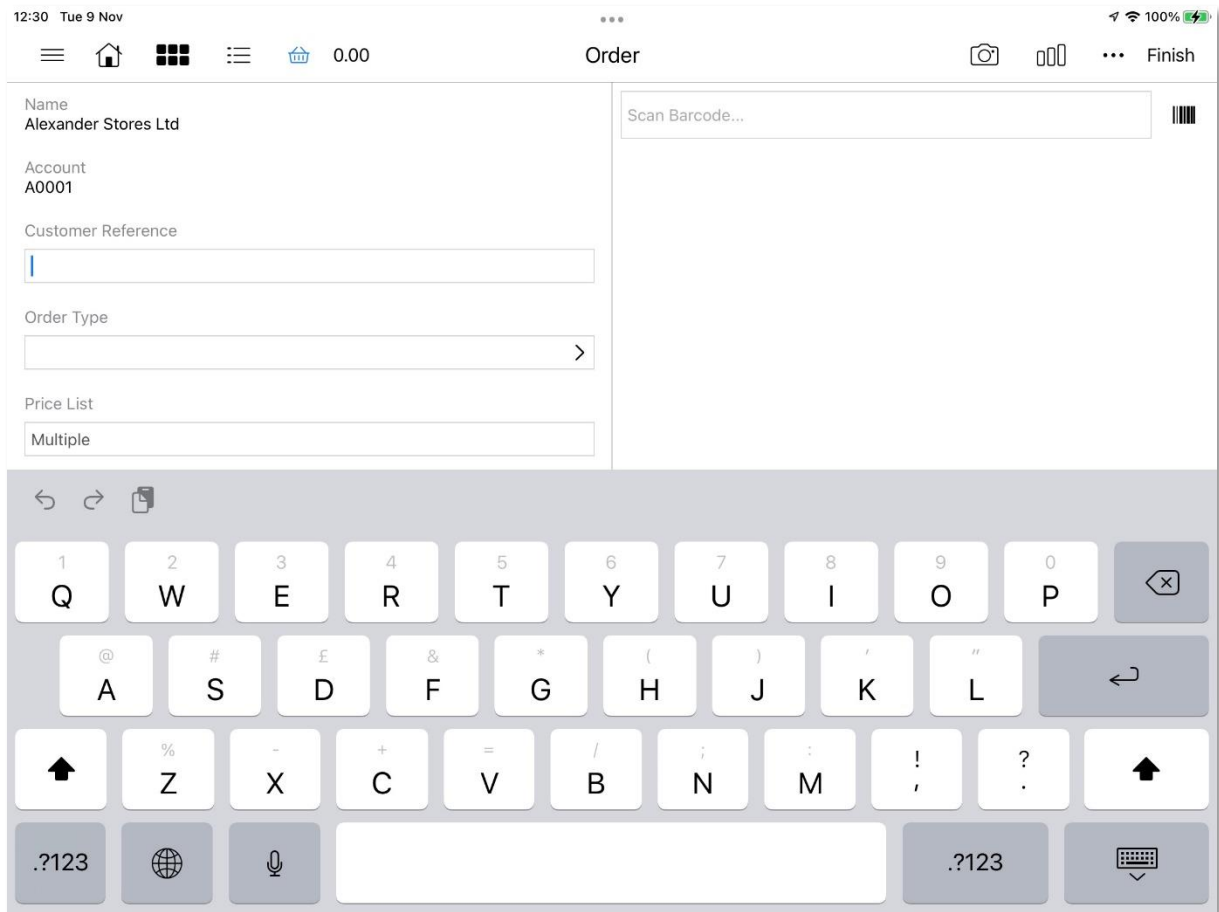 12:30 Tue 9 Nov
100%
0.00
Order
Finish
Name
Alexander Stores Ltd
Account
A0001
Customer Reference
Order Type
Price List
Multiple
Scan Barcode...
1 2 3 4 5 6 7 8 9 0
Q W E R T Y U I O P
@ # £ & * ( ) ' "
A S D F G H J K L
% - + = / ; : ! ?
Z X C V B N M , .
.?123
.?123